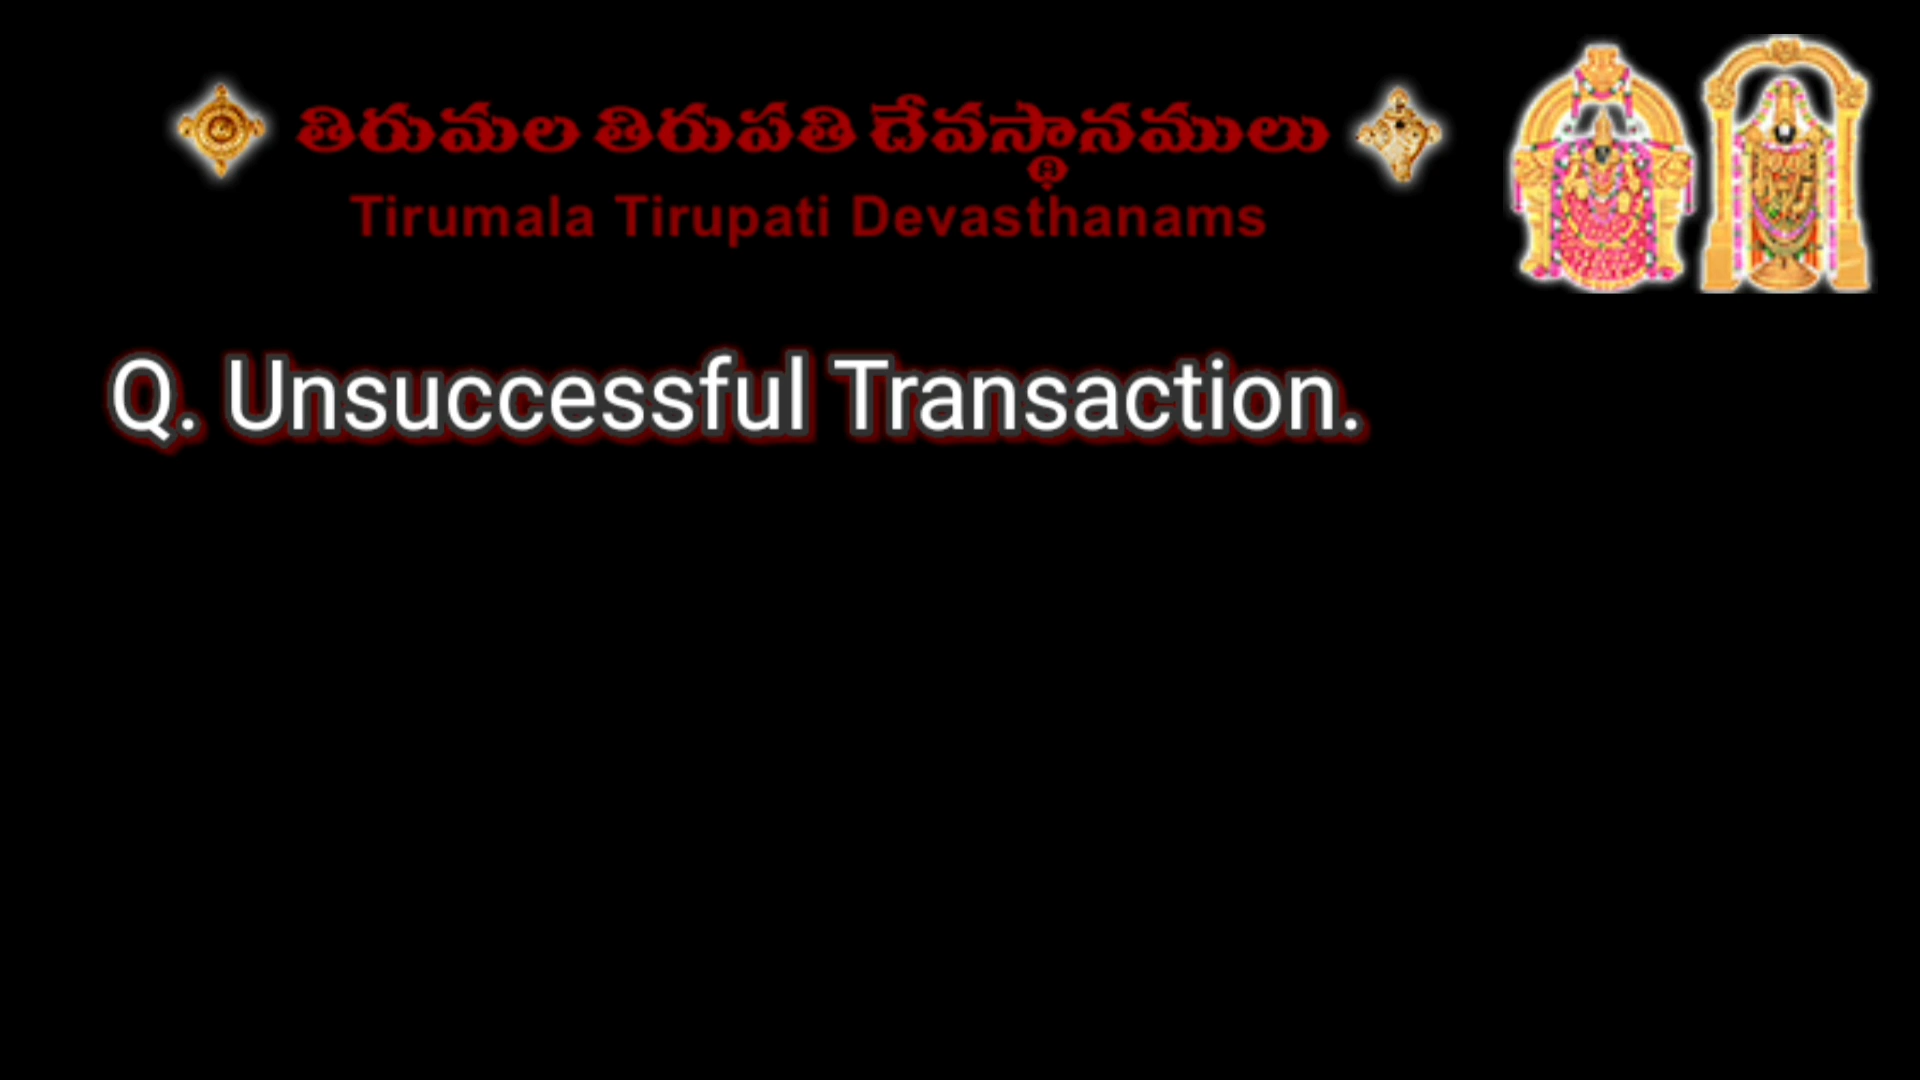 తిరుమల తిరుపతి దేవస్థానములు
Tirumala Tirupati Devasthanams
Q. Unsuccessful Transaction.